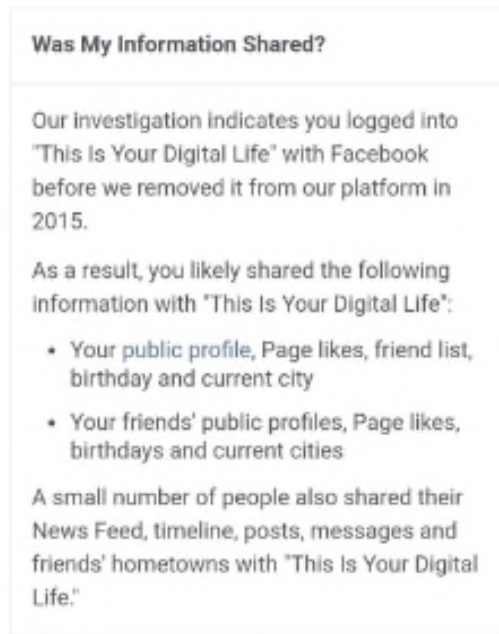 Was My Information Shared?
Our investigation indicates you logged into
"This Is Your Digital Life" with Facebook
before we removed it from our platform in
2015.
As a result, you likely shared the following
information with "This Is Your Digital Life":
• Your public profile, Page likes, friend list,
birthday and current city
• Your friends' public profiles, Page likes,
birthdays and current cities
A small number of people also shared their
News Feed, timeline, posts, messages and
friends' hometowns with "This Is Your Digital
Life."